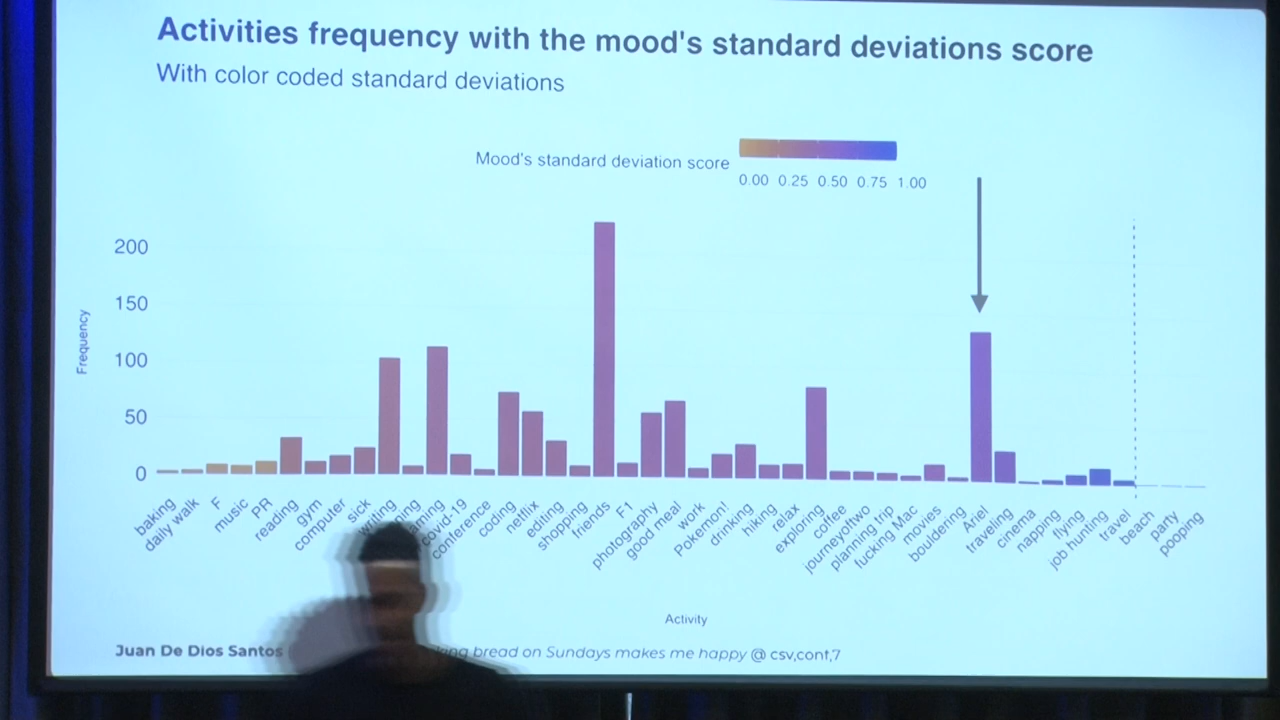 Activities frequency with the mood's standard deviations score
With color coded standard deviations
Mood's standard deviation score
0.00 0.25 0.50 0.75 1.00
200
150
100
50
0
Frequency
baking
daily walk
F
music
PR
reading
gym
computer
sick
writing
covid-19
conference
coding
netflix
editing
shopping
friends
F1
photography
good meal
work
Pokemon!
drinking
hiking
relax
exploring
coffee
journeyoftwo
planning trip
fucking Mac
movies
bouldering
Ariel
traveling
cinema
napping
flying
job hunting
travel
beach
party
pooping
Activity
Juan De Dios Santos bread on Sundays makes me happy @ csv,conf,7